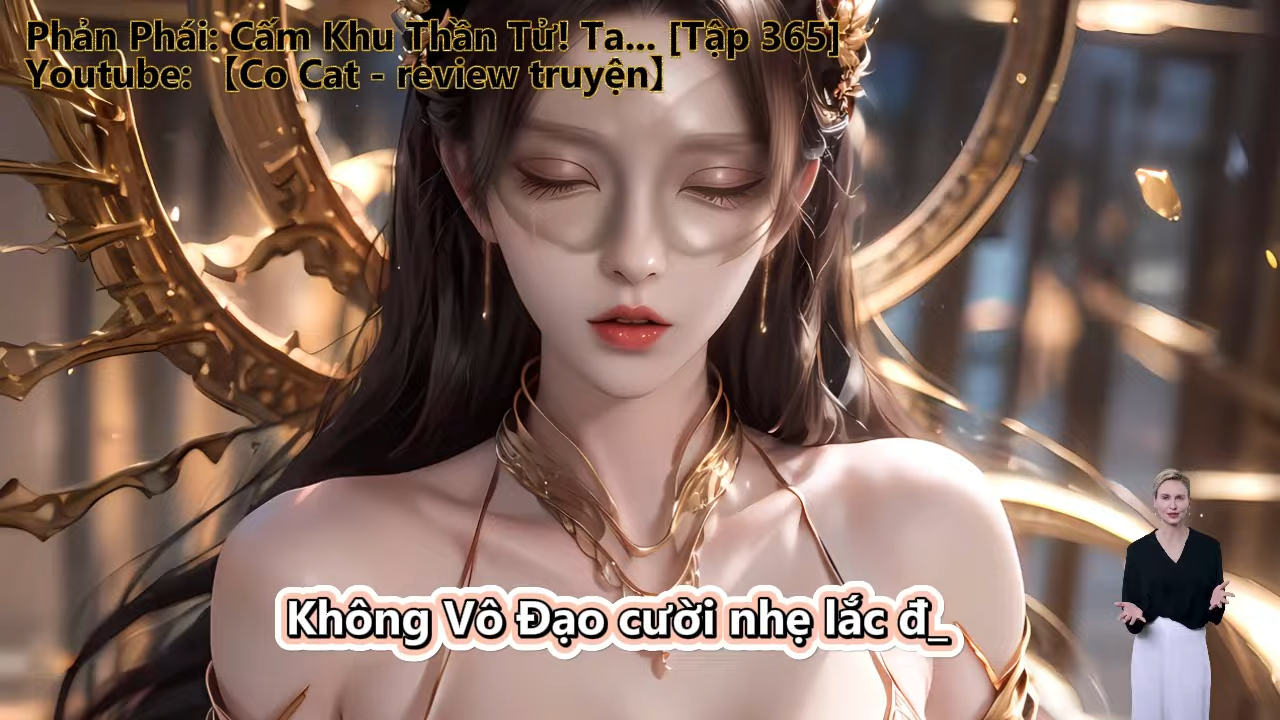 Phản Phái: Cấm Khu Thần Tử! Ta... [Tập 365]
Youtube: 【Co Cat - review truyện】
Không Vô Đạo cười nhẹ lắc đ_